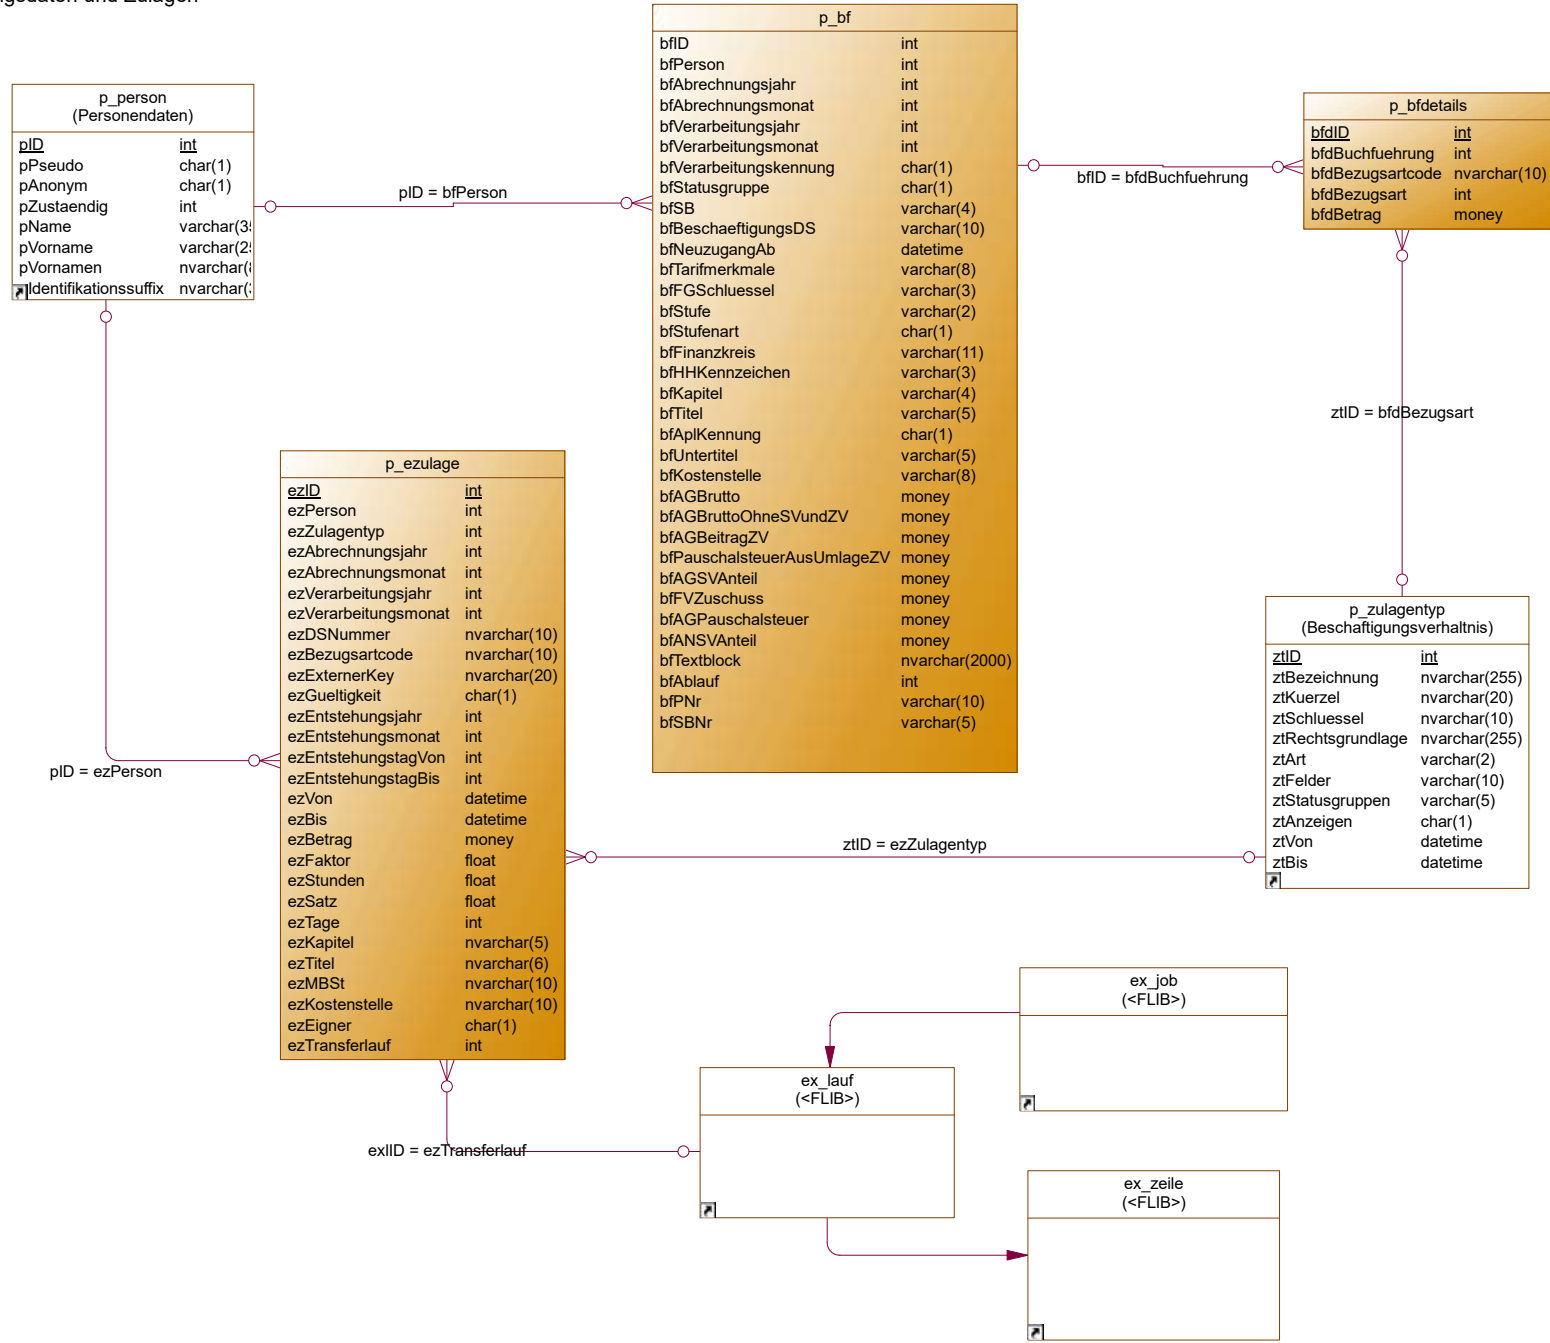 und Zulagen
p_person
(Personendaten)
pID int
pPseudo char(1)
pAnonym char(1)
pZustaendig int
pName
pVorname
pVornamen
Identifikationssuffix
pID = bfPerson
p_bf
bfID int
bfPerson int
bfAbrechnungsjahr int
bfAbrechnungsmonat int
bfVerarbeitungsjahr int
bfVerarbeitungsmonat int
bfVerarbeitungskennung char(1)
bfStatusgruppe char(1)
bfSB varchar(4)
bfBeschaeftigungsDS varchar(10)
bfNeuzugangAb datetime
bfTarifmerkmale varchar(8)
bfFGSchluessel varchar(3)
bfStufe varchar(2)
bfStufenart char(1)
bfFinanzkreis varchar(11)
bfHHKennzeichen varchar(3)
bfKapitel varchar(4)
bfTitel varchar(5)
bfAplKennung char(1)
bfUntertitel varchar(5)
bfKostenstelle varchar(8)
bfAGBrutto money
bfAGBruttoOhneSVundZV money
bfAGBeitragZV money
bfPauschalsteuerAusUmlageZV money
bfAGSVAnteil money
bfFVZuschuss money
bfAGPauschalsteuer money
bfANSVAnteil money
bfTextblock nvarchar(2000)
bfAblauf int
bfPNr varchar(10)
bfSBNr varchar(5)
bfID = bfdBuchfuehrung
p_bfdetails
bfdID int
bfdBuchfuehrung int
bfdBezugsartcode nvarchar(10)
bfdBezugsart int
bfdBetrag money
ztID = bfdBezugsart
p_ezulage
ezID int
ezPerson int
ezZulagentyp int
ezAbrechnungsjahr int
ezAbrechnungsmonat int
ezVerarbeitungsjahr int
ezVerarbeitungsmonat int
ezDSNummer nvarchar(10)
ezBezugsartcode nvarchar(10)
ezExternerKey nvarchar(20)
ezGueltigkeit char(1)
ezEntstehungsjahr int
ezEntstehungsmonat int
ezEntstehungstagVon int
ezEntstehungstagBis int
ezVon datetime
ezBis datetime
ezBetrag money
ezFaktor float
ezStunden float
ezSatz float
ezTage int
ezKapitel nvarchar(5)
ezTitel nvarchar(6)
ezMBSt nvarchar(10)
ezKostenstelle nvarchar(10)
ezEigner char(1)
ezTransferlauf int
pID = ezPerson
p_zulagentyp
(Beschaftigungsverhaltnis)
ztID int
ztBezeichnung nvarchar(255)
ztKuerzel nvarchar(20)
ztSchluessel nvarchar(10)
ztRechtsgrundlage nvarchar(255)
ztArt varchar(2)
ztFelder varchar(10)
ztStatusgruppen varchar(5)
ztAnzeigen char(1)
ztVon datetime
ztBis datetime
ztID = ezZulagentyp
ex_job
(<FLIB>)
ex_lauf
(<FLIB>)
exlID = ezTransferlauf
ex_zeile
(<FLIB>)